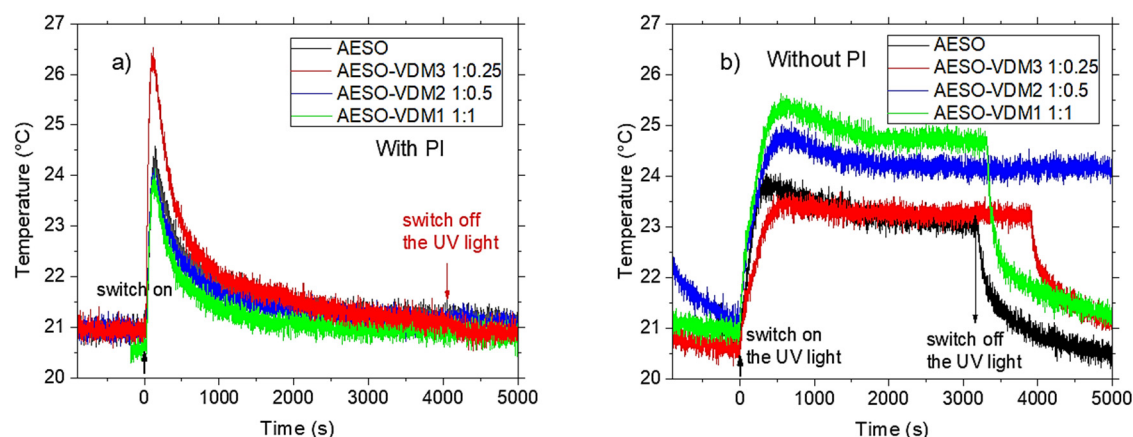 a)
AESO
AESO-VDM3 1:0.25
AESO-VDM2 1:0.5
AESO-VDM1 1:1
With PI
switch off
the UV light
switch on
Temperature (°C)
27
26
25
24
23
22
21
20
0
1000
2000
3000
4000
5000
Time (s)
b)
Without PI
AESO
AESO-VDM3 1:0.25
AESO-VDM2 1:0.5
AESO-VDM1 1:1
switch on
the UV light
switch off
the UV light
Temperature (°C)
27
26
25
24
23
22
21
20
0
1000
2000
3000
4000
5000
Time (s)